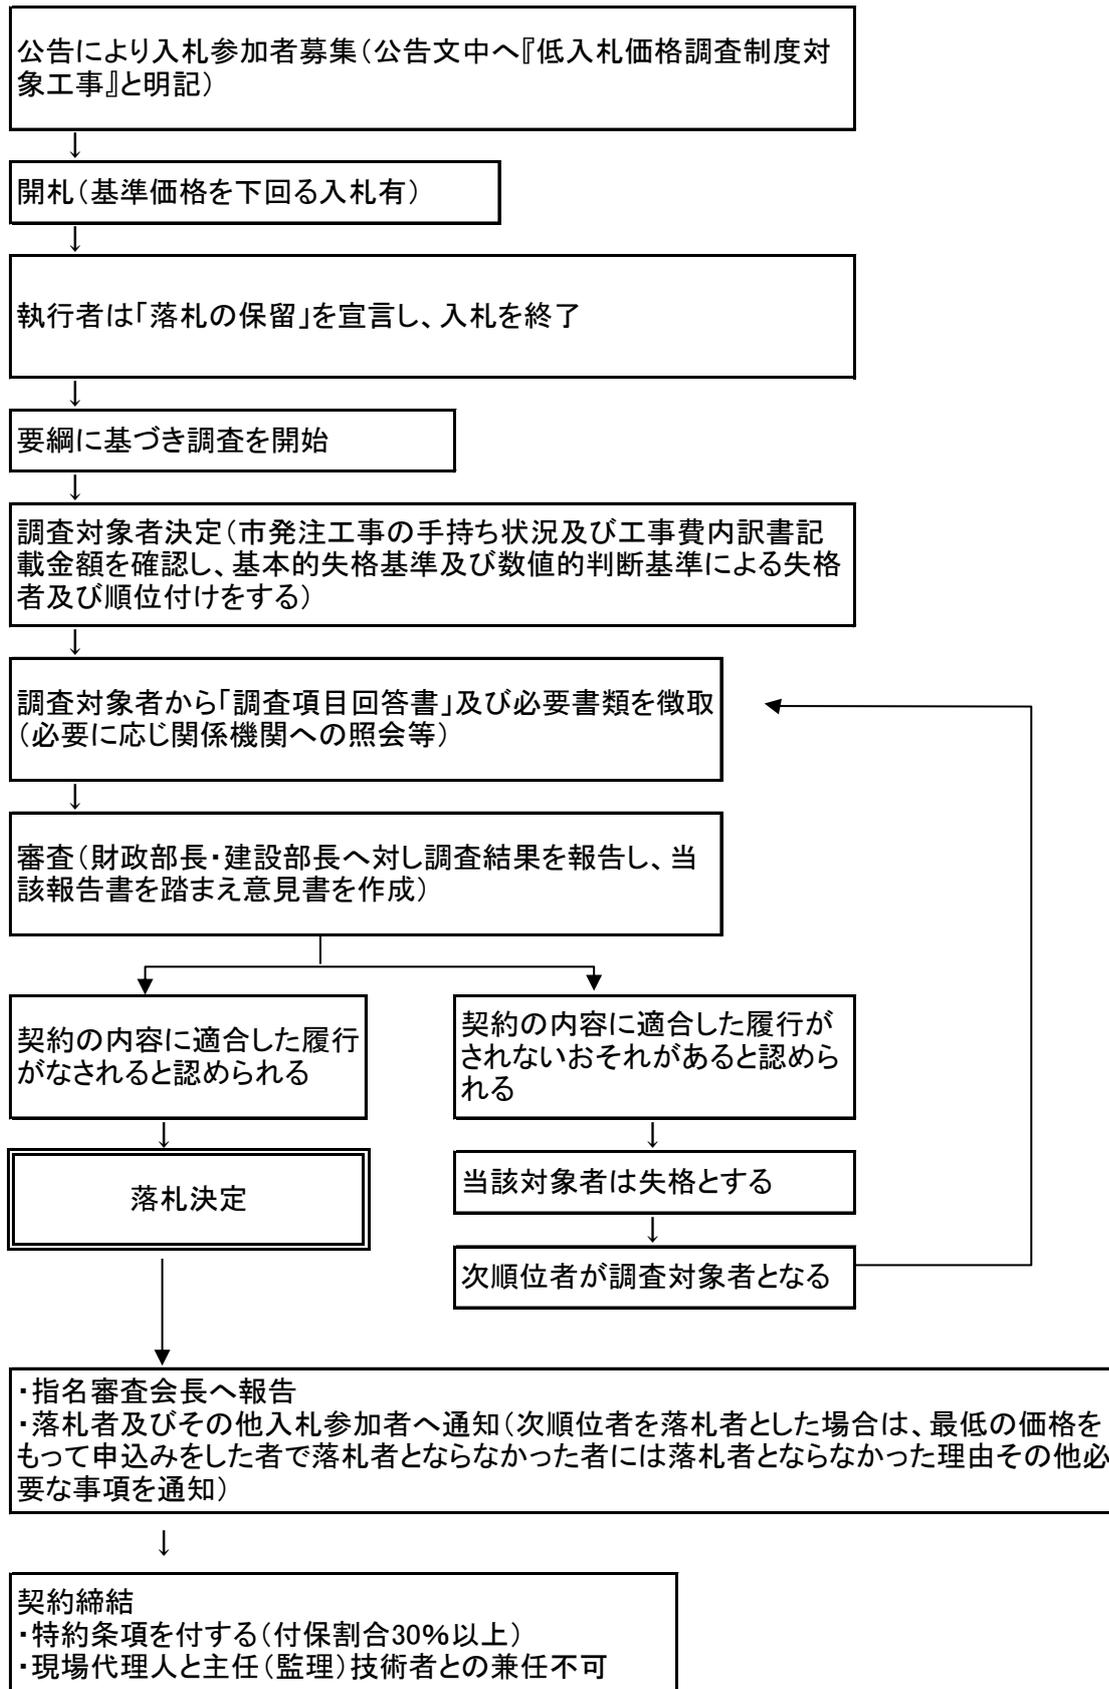 公告により入札参加者募集(公告文中へ『低入札価格調査制度対
象工事』と明記)
↓
開札(基準価格を下回る入札有)
↓
執行者は「落札の保留」を宣言し、入札を終了
↓
要綱に基づき調査を開始
↓
調査対象者決定(市発注工事の手持ち状況及び工事費内訳書記
載金額を確認し、基本的失格基準及び数値的判断基準による失格
者及び順位付けをする)
↓
調査対象者から「調査項目回答書」及び必要書類を徴取
(必要に応じ関係機関への照会等)
↓
審査(財政部長・建設部長へ対し調査結果を報告し、当
該報告書を踏まえ意見書を作成)
契約の内容に適合した履行
がなされると認められる
↓
落札決定
契約の内容に適合した履行が
されないおそれがあると認めら
れる
↓
当該対象者は失格とする
↓
次順位者が調査対象者となる
・指名審査会長へ報告
・落札者及びその他入札参加者へ通知(次順位者を落札者とした場合は、最低の価格を
もって申込みをした者で落札者とならなかった者には落札者とならなかった理由その他必
要な事項を通知)
↓
契約締結
・特約条項を付する(付保割合30%以上)
・現場代理人と主任(監理)技術者との兼任不可